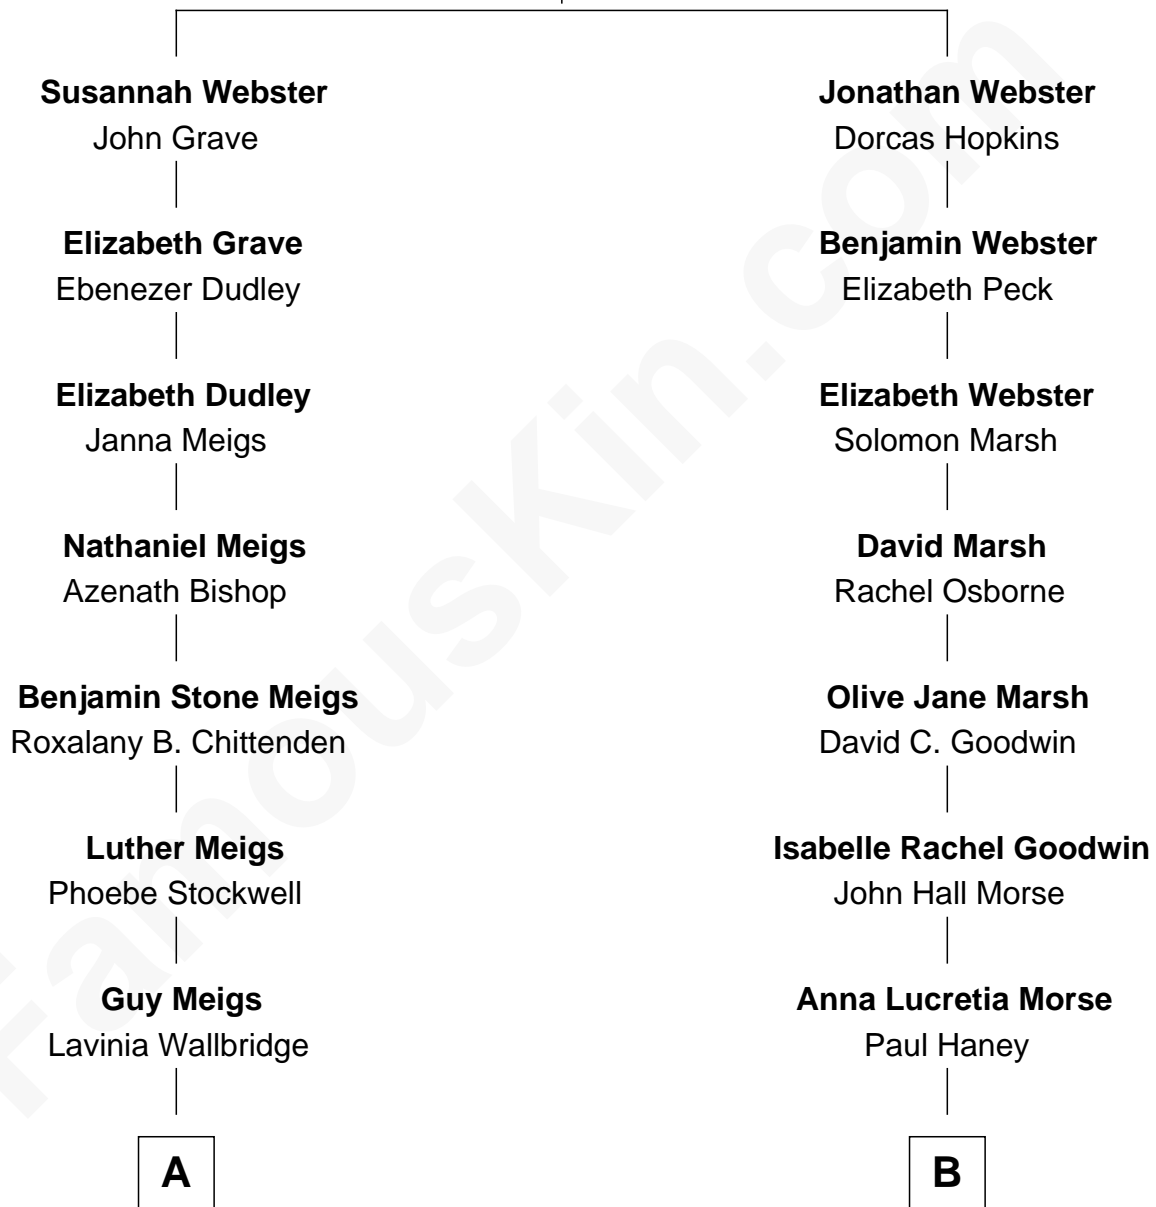 Susannah Webster
John Grave
Elizabeth Grave
Ebenezer Dudley
Elizabeth Dudley
Janna Meigs
Nathaniel Meigs
Azenath Bishop
Benjamin Stone Meigs
Roxalany B. Chittenden
Luther Meigs
Phoebe Stockwell
Guy Meigs
Lavinia Wallbridge
A
Jonathan Webster
Dorcas Hopkins
Benjamin Webster
Elizabeth Peck
Elizabeth Webster
Solomon Marsh
David Marsh
Rachel Osborne
Olive Jane Marsh
David C. Goodwin
Isabelle Rachel Goodwin
John Hall Morse
Anna Lucretia Morse
Paul Haney
B
FamousKin.com